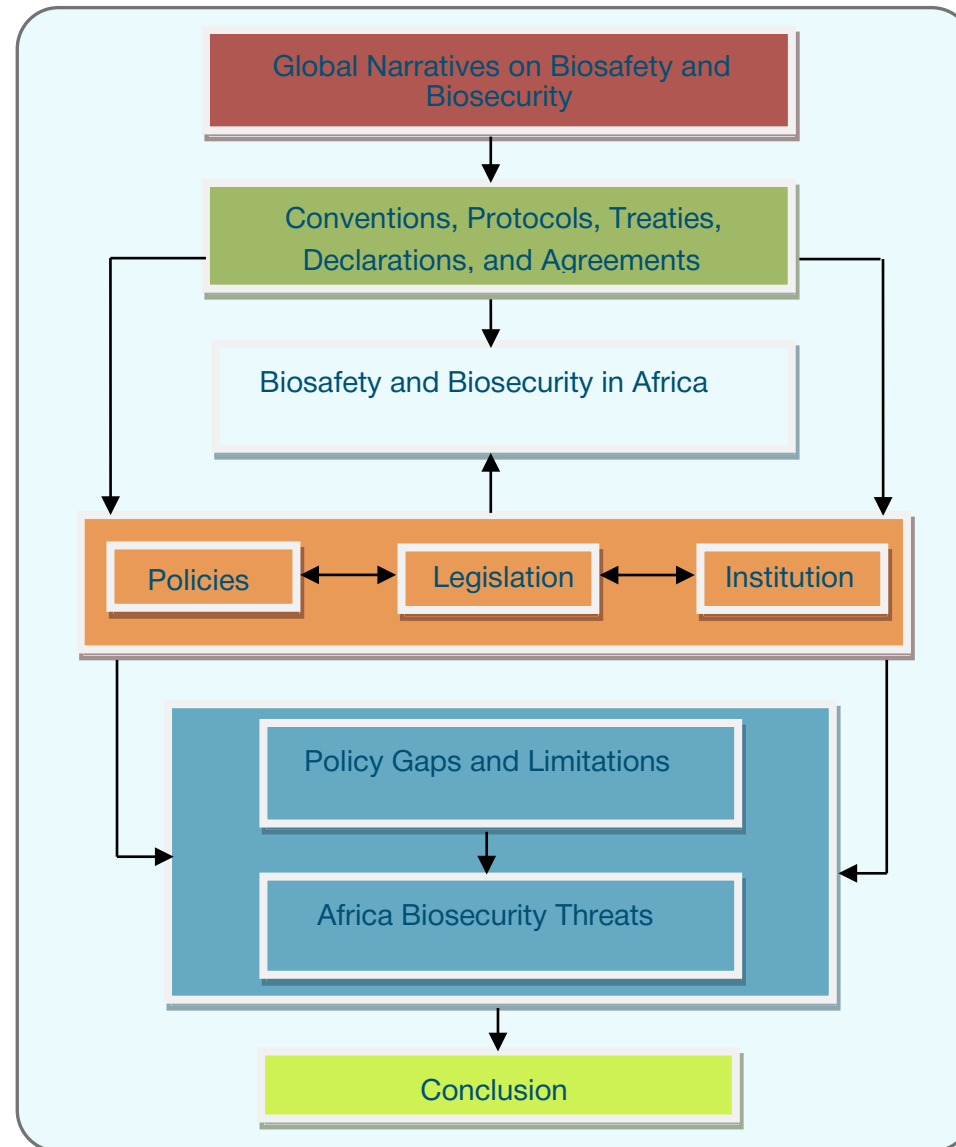 Global Narratives on Biosafety and
Biosecurity
Conventions, Protocols, Treaties,
Declarations, and Agreements
Biosafety and Biosecurity in Africa
Policies
Legislation
Institution
Policy Gaps and Limitations
Africa Biosecurity Threats
Conclusion